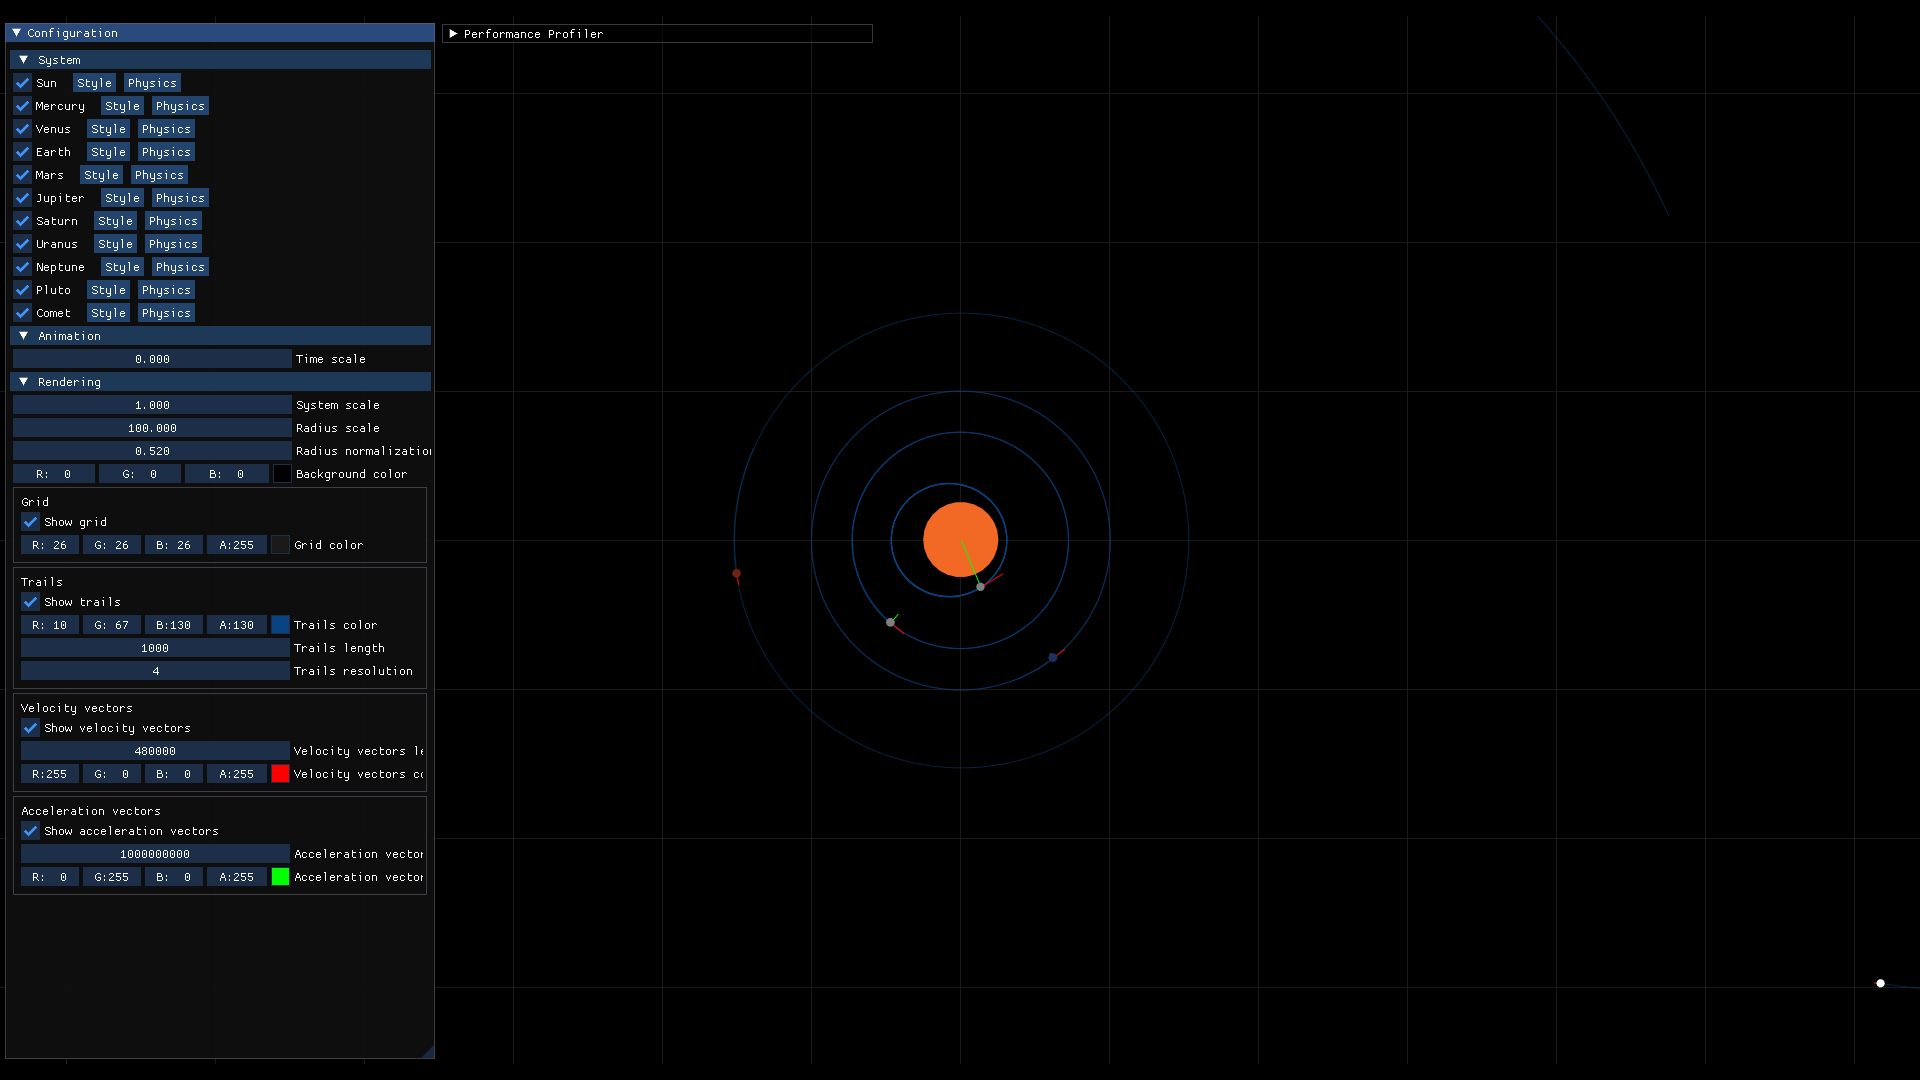 Configuration
Performance Profiler
System
Sun Style Physics
Mercury Style Physics
Venus Style Physics
Earth Style Physics
Mars Style Physics
Jupiter Style Physics
Saturn Style Physics
Uranus Style Physics
Neptune Style Physics
Pluto Style Physics
Comet Style Physics
Animation
0.000 Time scale
Rendering
1.000 System scale
100.000 Radius scale
0.520 Radius normalizatio
R: 0 G: 0 B: 0 Background color
Grid
Show grid
R: 26 G: 26 B: 26 A:255 Grid color
Trails
Show trails
R: 10 G: 67 B:130 A:130 Trails color
1000 Trails length
4 Trails resolution
Velocity vectors
Show velocity vectors
480000 Velocity vectors l
R:255 G: 0 B: 0 A:255 Velocity vectors c
Acceleration vectors
Show acceleration vectors
1000000000 Acceleration vecto
R: 0 G:255 B: 0 A:255 Acceleration vecto